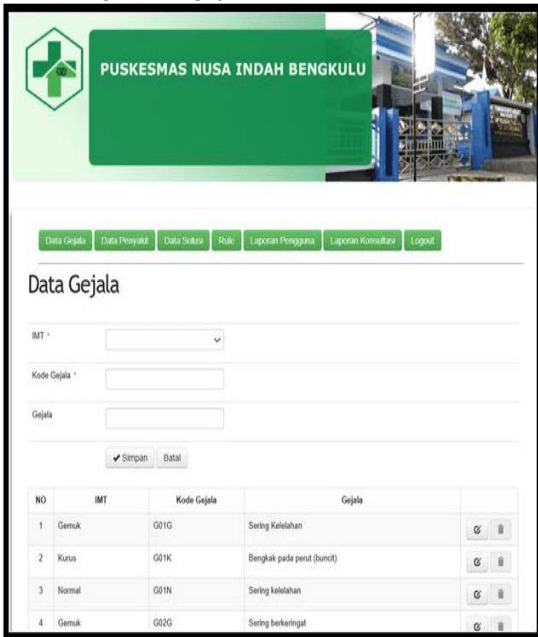 PUSKESMAS NUSA INDAH BENGKULU
Data Gejala Data Penyakit Data Solusi Rule Laporan Pengguna Laporan Konsultasi Logout
Data Gejala
IMT *
Kode Gejala *
Gejala
Simpan Batal
NO IMT Kode Gejala Gejala
1 Gemuk G01G Sering Kelelahan
2 Kurus G01K Bengkak pada perut (buncit)
3 Normal G01N Sering kelelahan
4 Gemuk G02G Sering berkeringat